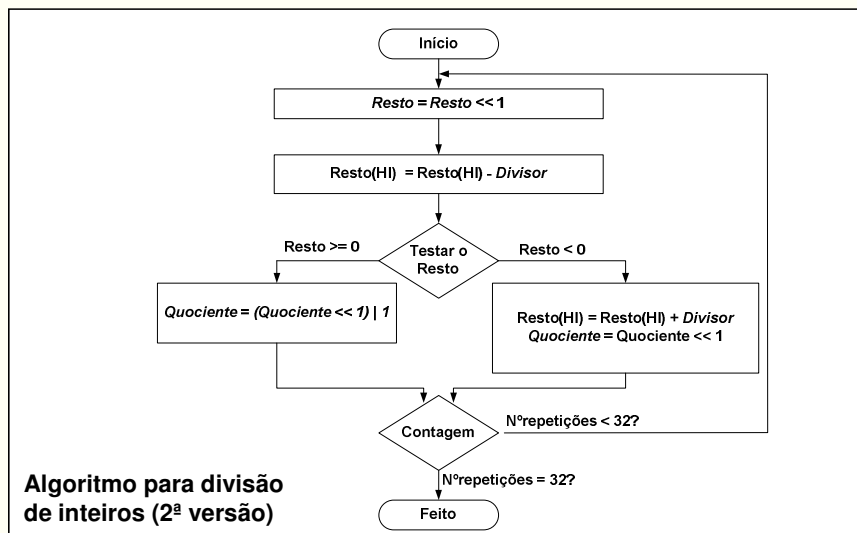 Início
Resto = Resto << 1
Resto(HI) = Resto(HI) - Divisor
Resto >= 0
Testar o
Resto
Resto < 0
Quociente = (Quociente << 1) | 1
Resto(HI) = Resto(HI) + Divisor
Quociente = Quociente << 1
Contagem
Nºrepetições < 32?
Nºrepetições = 32?
Feito
Algoritmo para divisão
de inteiros (2ª versão)